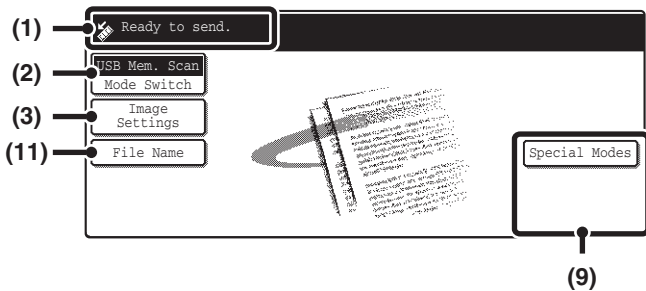 (1)
Ready to send.
(2)
USB Mem. Scan
Mode Switch
(3)
Image
Settings
(11)
File Name
Special Modes
(9)